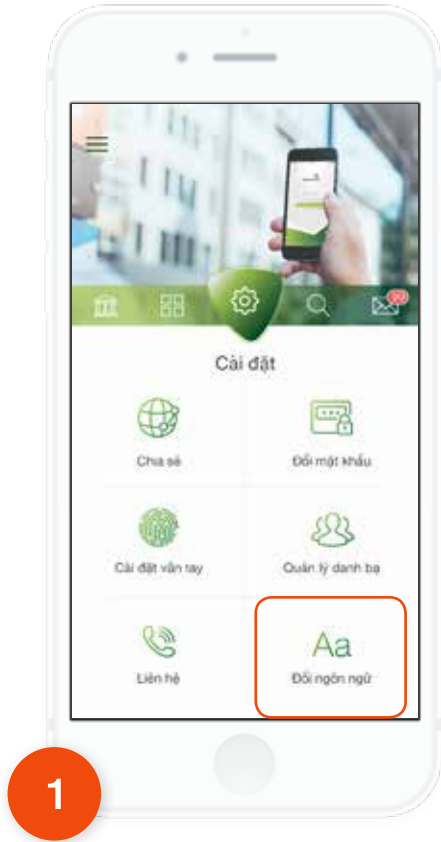 Cài đặt
Chia sẻ
Đổi mật khẩu
Cài đặt vân tay
Quản lý danh bạ
Liên hệ
Aa
Đổi ngôn ngữ
1